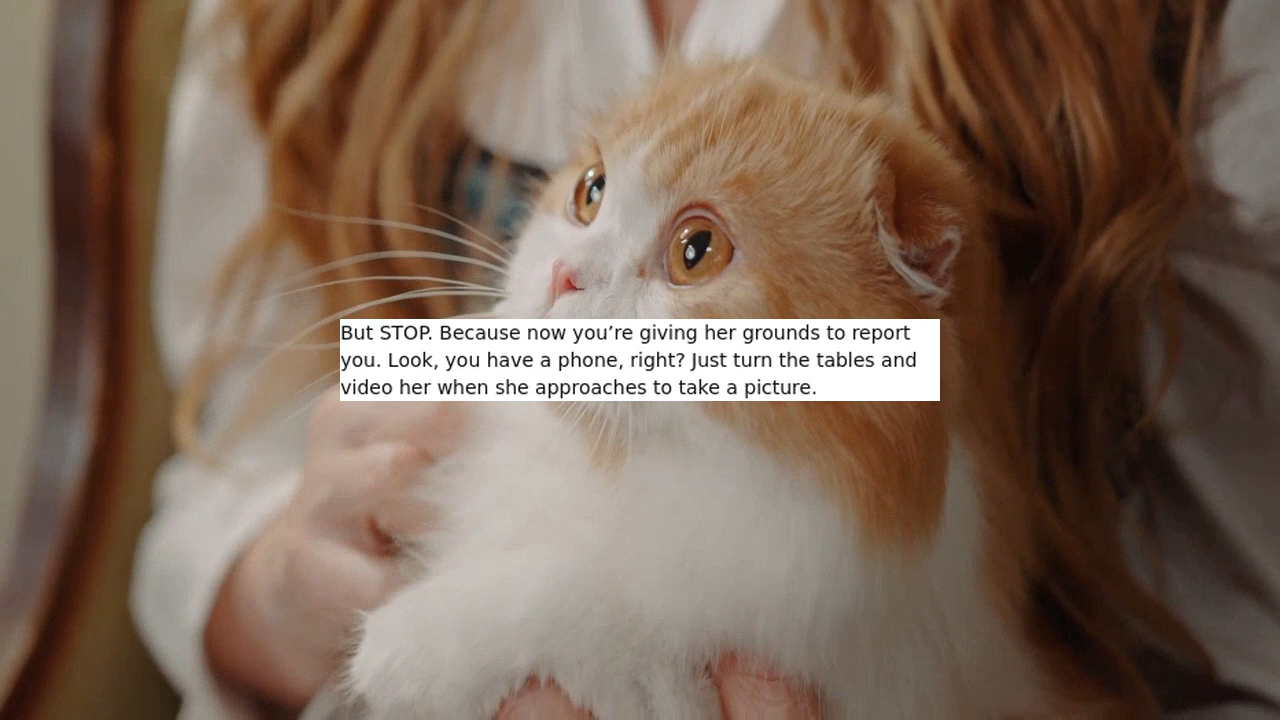 But STOP. Because now you’re giving her grounds to report
you. Look, you have a phone, right? Just turn the tables and
video her when she approaches to take a picture.